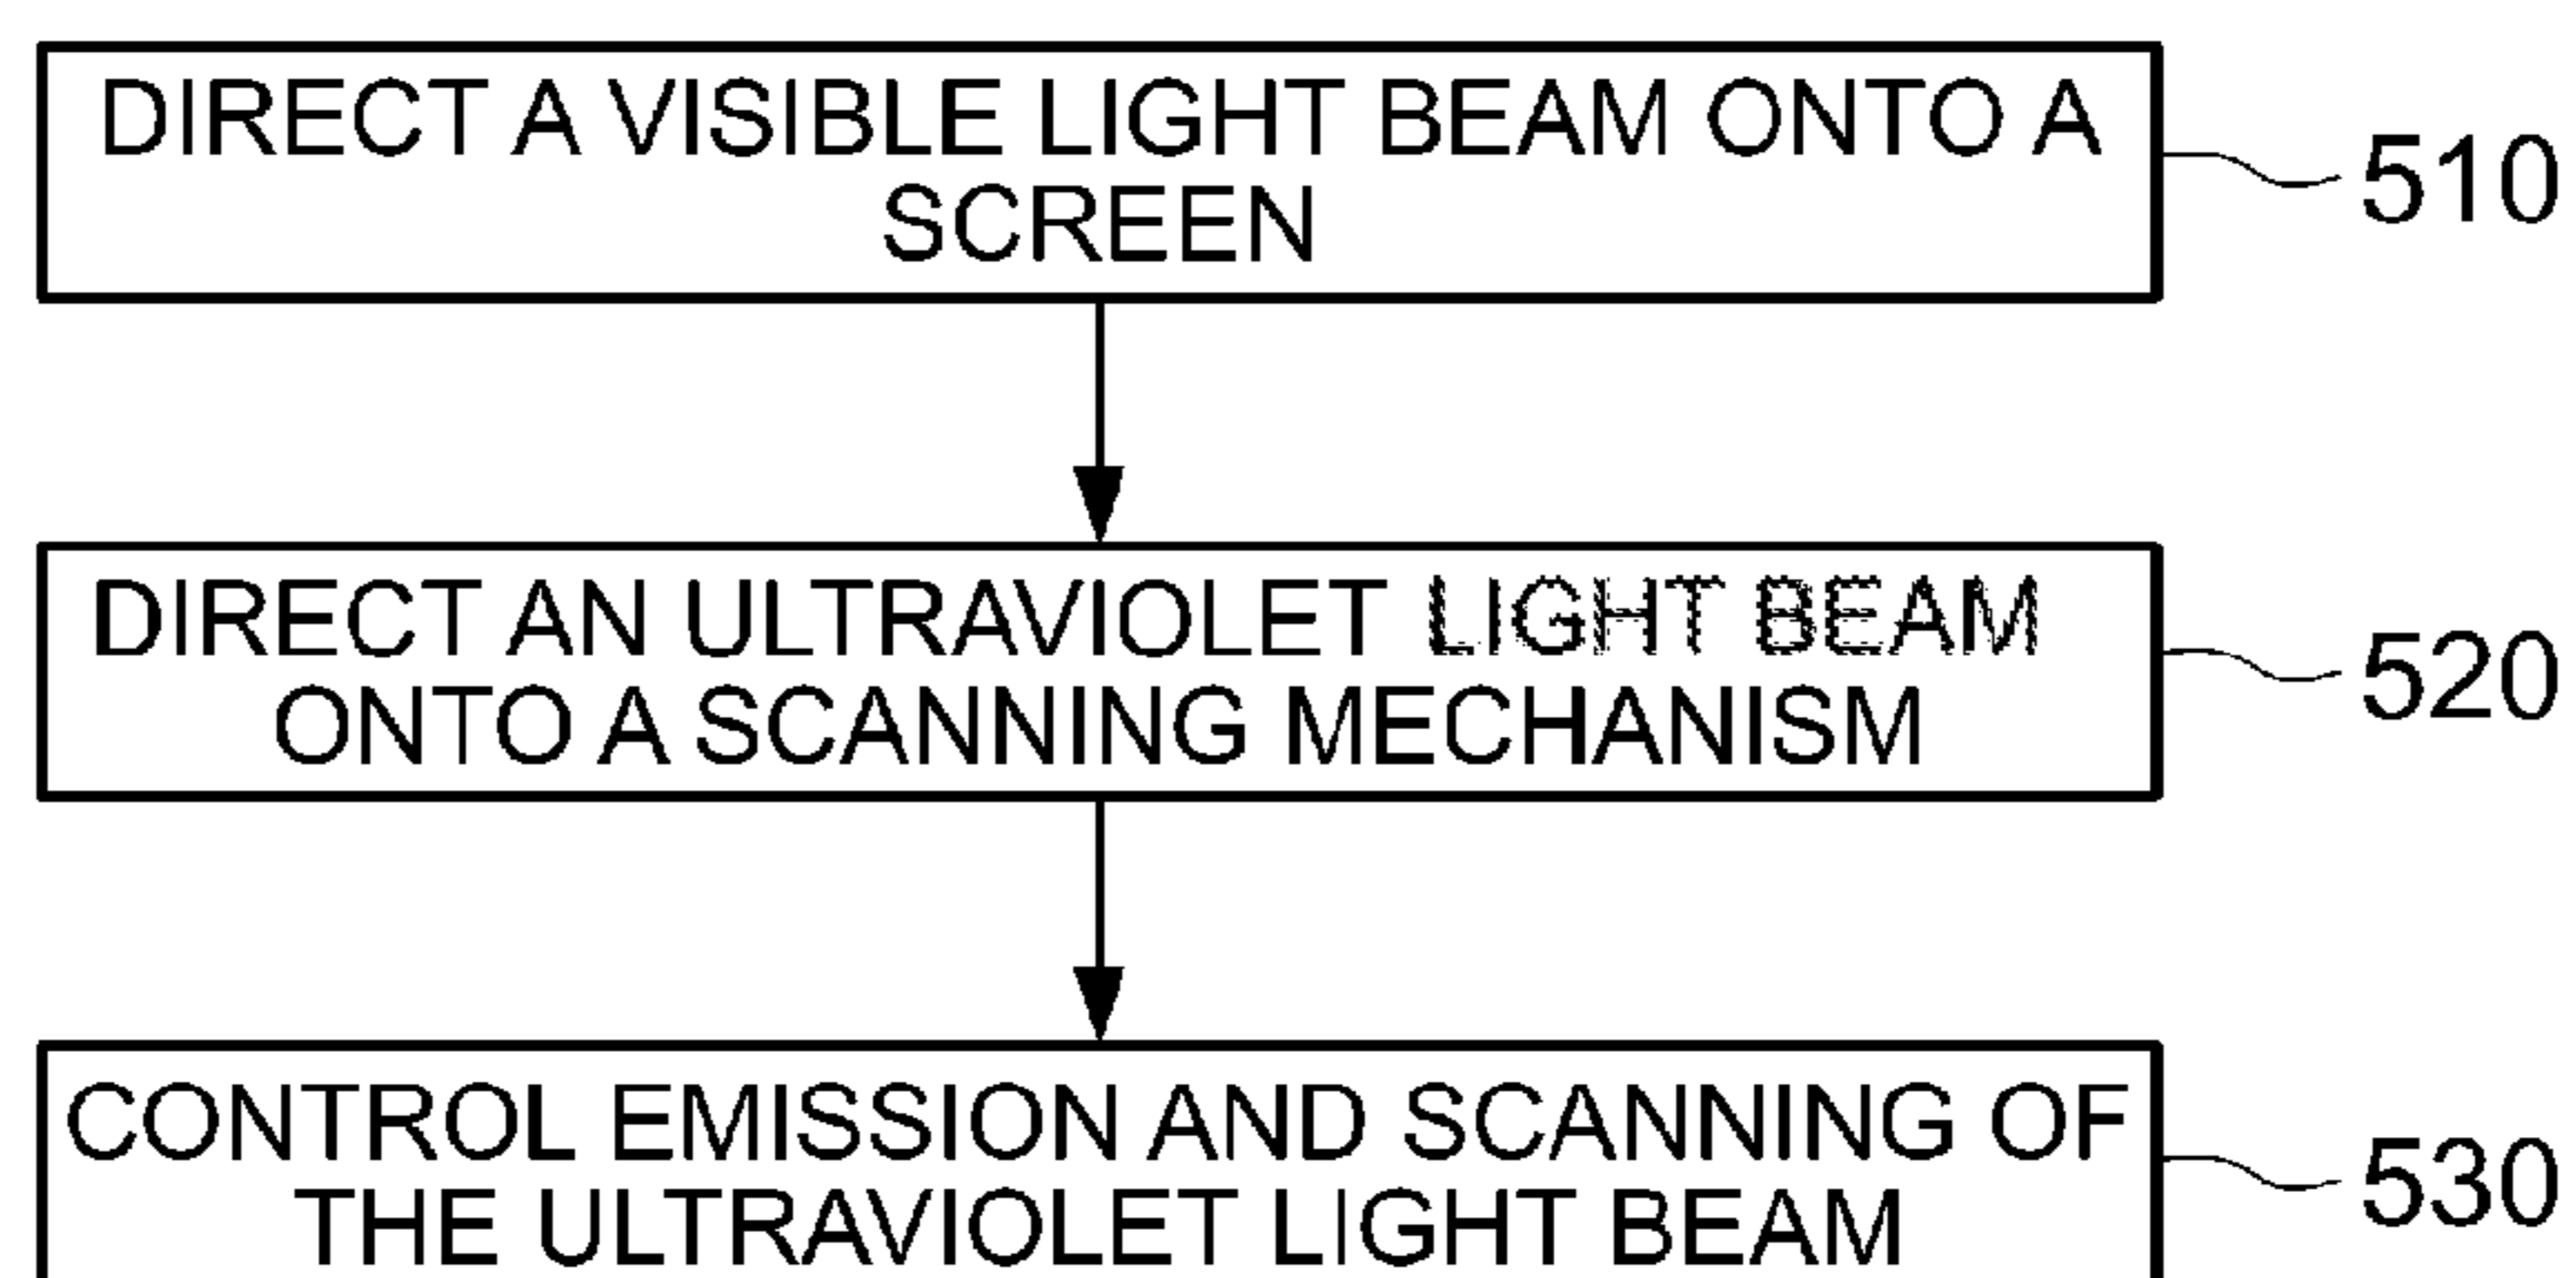 DIRECT A VISIBLE LIGHT BEAM ONTO A
SCREEN
510
DIRECT AN ULTRAVIOLET LIGHT BEAM
ONTO A SCANNING MECHANISM
520
CONTROL EMISSION AND SCANNING OF
THE ULTRAVIOLET LIGHT BEAM
530